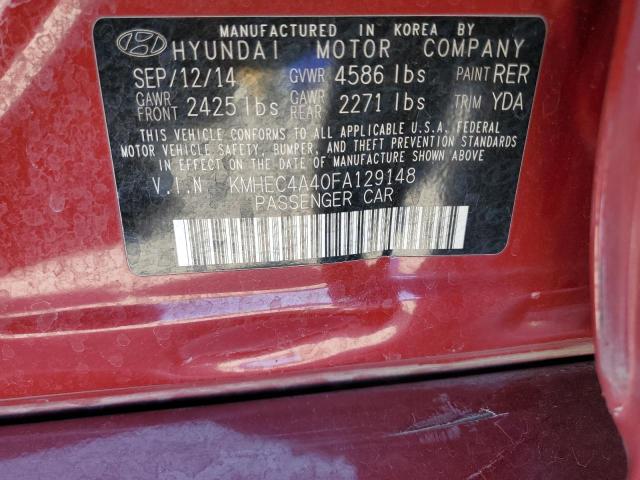 MANUFACTURED IN KOREA BY
HYUNDAI MOTOR COMPANY
SEP/12/14 GVWR 4586 lbs PAINT RER
GAWR FRONT 2425 lbs GAWR REAR 2271 lbs TRIM YDA
THIS VEHICLE CONFORMS TO ALL APPLICABLE U.S.A. FEDERAL
MOTOR VEHICLE SAFETY, BUMPER, AND THEFT PREVENTION STANDARDS
IN EFFECT ON THE DATE OF MANUFACTURE SHOWN ABOVE
V.I.N KMHEC4A40FA129148
PASSENGER CAR